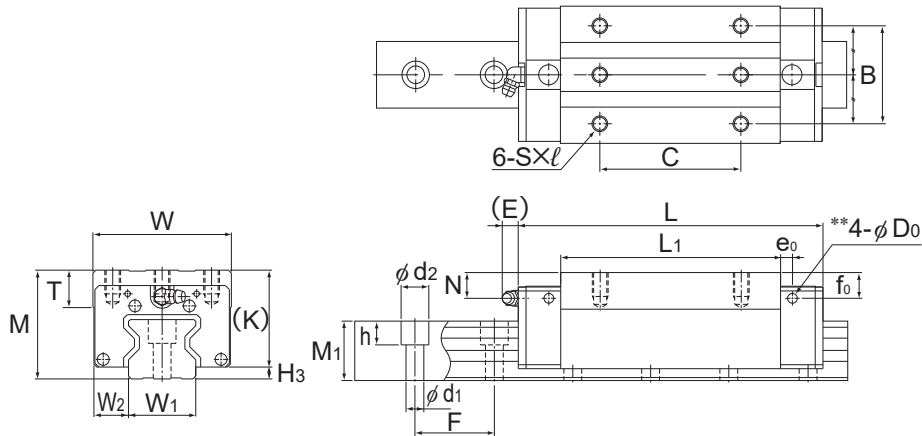 B
6-S×ℓ
C
W
T
M
(K)
H3
W2
W1
(E)
L
**4-φD0
L1
e0
φd2
N
f0
h
M1
φd1
F